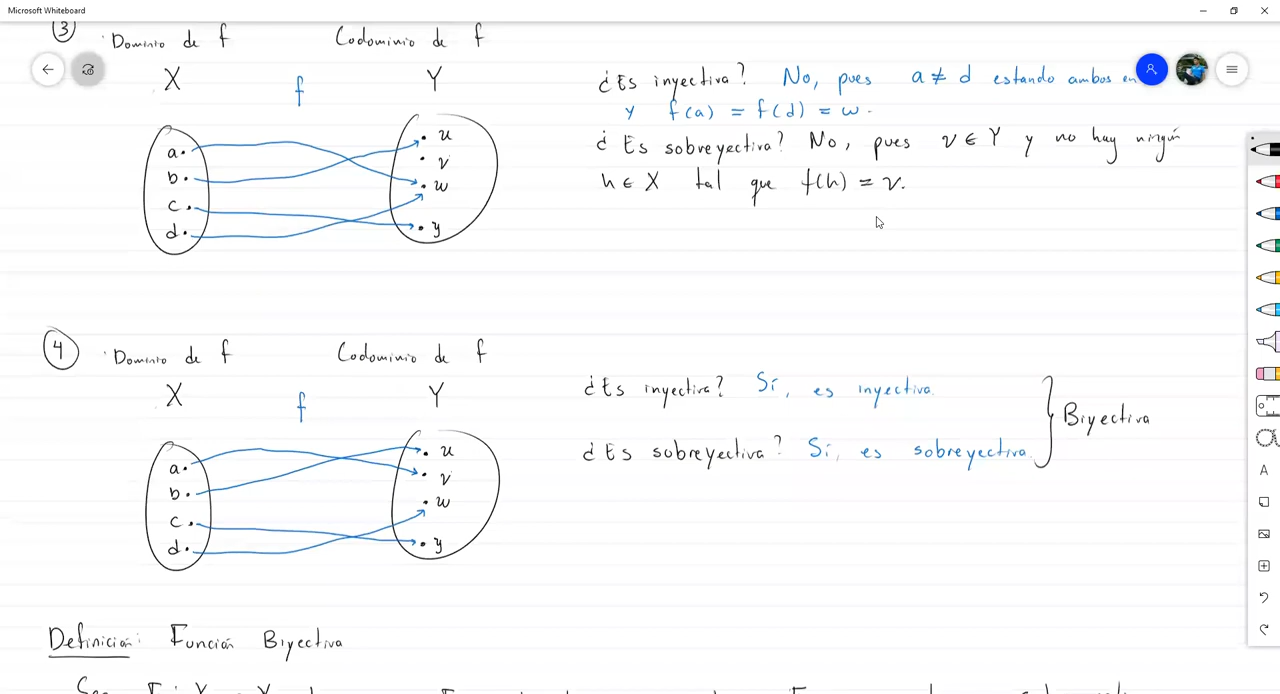 Microsoft Whiteboard
3 Dominio de f Codominio de f
X f Y
a b c d
u v w y
¿Es inyectiva? No, pues a ≠ d estando ambos en
y f(a) = f(d) = w.
¿Es sobreyectiva? No, pues v ∈ Y y no hay ningún
h ∈ X tal que f(h) = v.
4 Dominio de f Codominio de f
X f Y
a b c d
u v w y
¿Es inyectiva? Sí, es inyectiva.
¿Es sobreyectiva? Sí, es sobreyectiva.
Biyectiva
Definición: Función Biyectiva
A